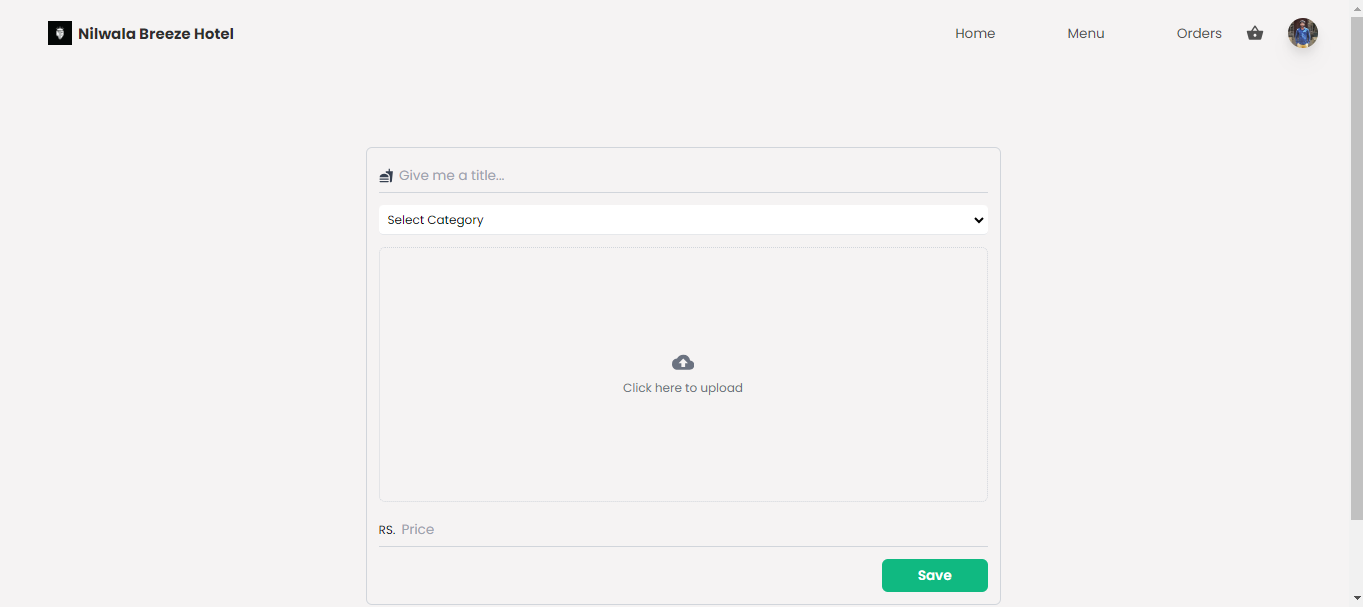 Nilwala Breeze Hotel
Home
Menu
Orders
Give me a title...
Select Category
Click here to upload
RS. Price
Save